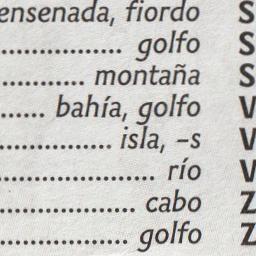 ensenada, fiordo S
.................. golfo S
............ montaña S
...... bahía, golfo V
................ isla, –s V
........................ río V
.................... cabo Z
................... golfo Z